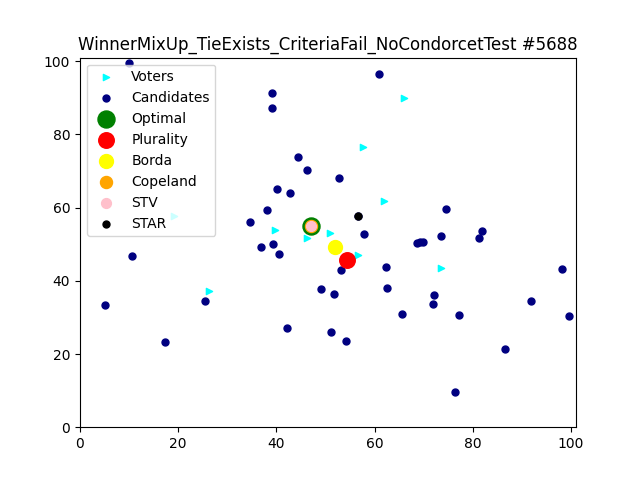 WinnerMixUp_TieExists_CriteriaFail_NoCondorcetTest #5688
100
80
60
40
20
0
Voters
Candidates
Optimal
Plurality
Borda
Copeland
STV
STAR
0 20 40 60 80 100